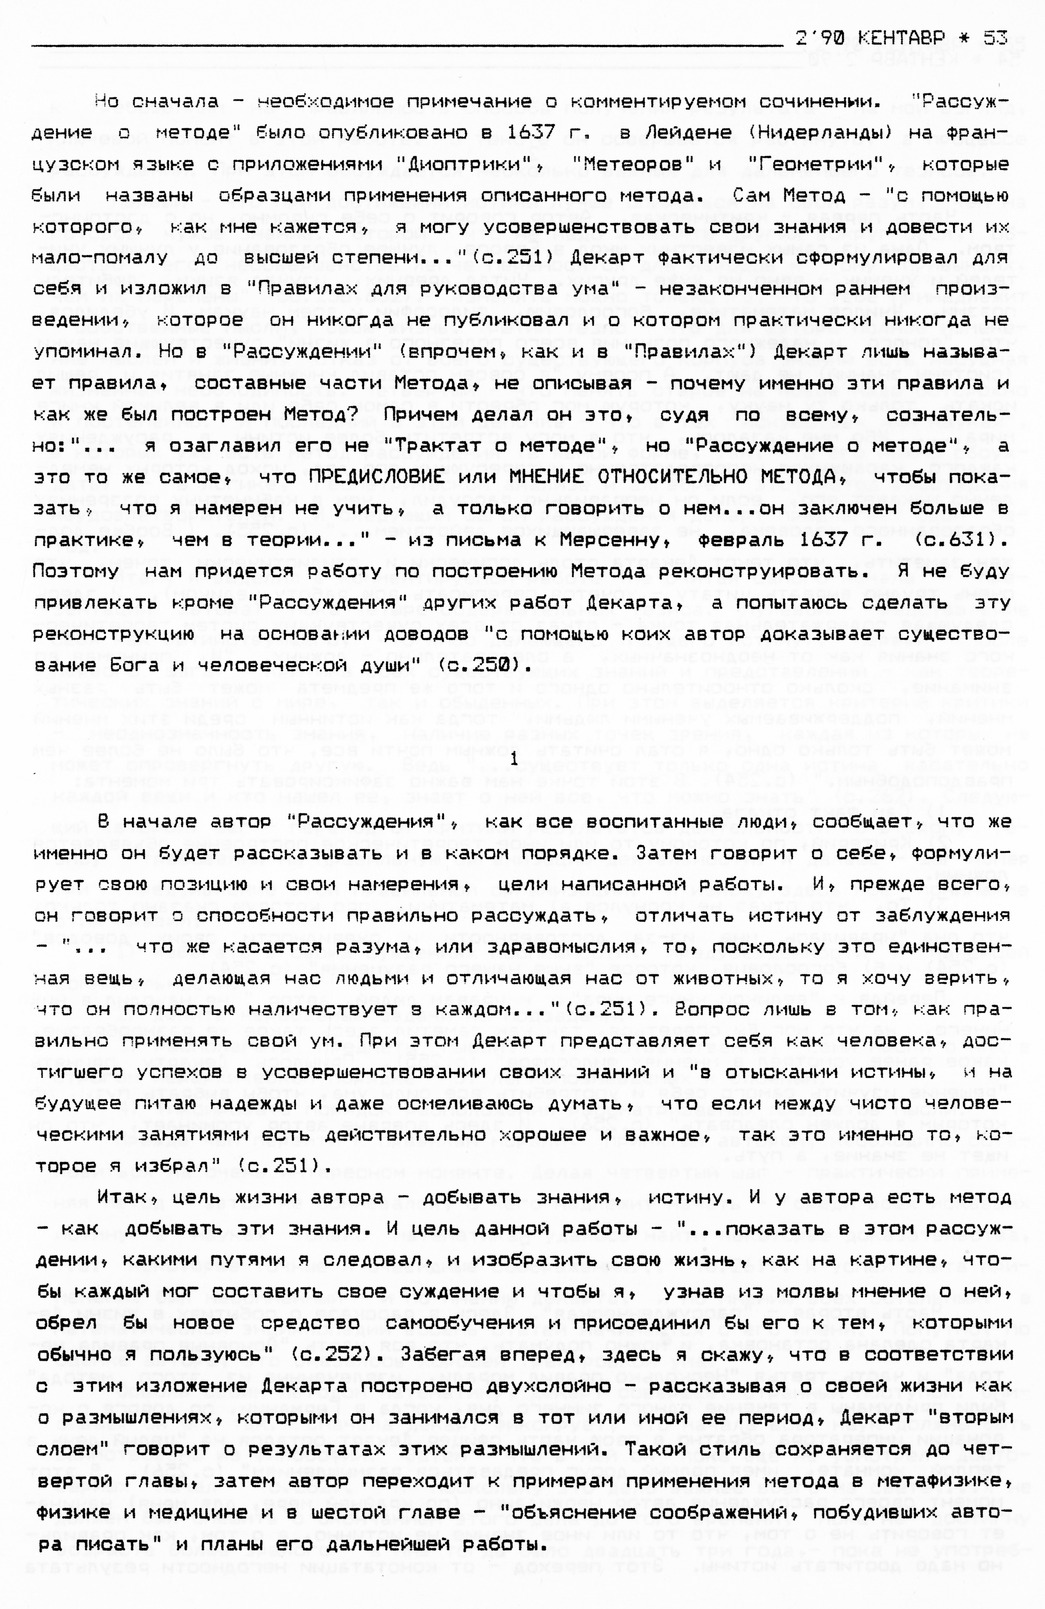 2'90 КЕНТАВР * 53
Но сначала - необходимое примечание о комментируемом сочинении. "Рассуж-
дение о методе" было опубликовано в 1637 г. в Лейдене (Нидерланды) на фран-
цузском языке с приложениями "Диоптрики", "Метеоров" и "Геометрии", которые
были названы образцами применения описанного метода. Сам Метод - "с помощью
которого, как мне кажется, я могу усовершенствовать свои знания и довести их
мало-помалу до высшей степени..."(с.251) Декарт фактически сформулировал для
себя и изложил в "Правилах для руководства ума" - незаконченном раннем произ-
ведении, которое он никогда не публиковал и о котором практически никогда не
упоминал. Но в "Рассуждении" (впрочем, как и в "Правилах") Декарт лишь называ-
ет правила, составные части Метода, не описывая - почему именно эти правила и
как же был построен Метод? Причем делал он это, судя по всему, сознатель-
но:"... я озаглавил его не "Трактат о методе", но "Рассуждение о методе", а
это то же самое, что ПРЕДИСЛОВИЕ или МНЕНИЕ ОТНОСИТЕЛЬНО МЕТОДА, чтобы пока-
зать, что я намерен не учить, а только говорить о нем...он заключен больше в
практике, чем в теории..." - из письма к Мерсенну, февраль 1637 г. (с.631).
Поэтому нам придется работу по построению Метода реконструировать. Я не буду
привлекать кроме "Рассуждения" других работ Декарта, а попытаюсь сделать эту
реконструкцию на основании доводов "с помощью коих автор доказывает существо-
вание Бога и человеческой души" (с.250).
1
В начале автор "Рассуждения", как все воспитанные люди, сообщает, что же
именно он будет рассказывать и в каком порядке. Затем говорит о себе, формули-
рует свою позицию и свои намерения, цели написанной работы. И, прежде всего,
он говорит о способности правильно рассуждать, отличать истину от заблуждения
- "... что же касается разума, или здравомыслия, то, поскольку это единствен-
ная вещь, делающая нас людьми и отличающая нас от животных, то я хочу верить,
что он полностью наличествует в каждом..."(с.251). Вопрос лишь в том, как пра-
вильно применять свой ум. При этом Декарт представляет себя как человека, дос-
тигшего успехов в усовершенствовании своих знаний и "в отыскании истины, и на
будущее питаю надежды и даже осмеливаюсь думать, что если между чисто челове-
ческими занятиями есть действительно хорошее и важное, так это именно то, ко-
торое я избрал" (с.251).
Итак, цель жизни автора - добывать знания, истину. И у автора есть метод
- как добывать эти знания. И цель данной работы - "...показать в этом рассуж-
дении, какими путями я следовал, и изобразить свою жизнь, как на картине, что-
бы каждый мог составить свое суждение и чтобы я, узнав из молвы мнение о ней,
обрел бы новое средство самообучения и присоединил бы его к тем, которыми
обычно я пользуюсь" (с.252). Забегая вперед, здесь я скажу, что в соответствии
с этим изложение Декарта построено двухслойно - рассказывая о своей жизни как
о размышлениях, которыми он занимался в тот или иной ее период, Декарт "вторым
слоем" говорит о результатах этих размышлений. Такой стиль сохраняется до чет-
вертой главы, затем автор переходит к примерам применения метода в метафизике,
физике и медицине и в шестой главе - "объяснение соображений, побудивших авто-
ра писать" и планы его дальнейшей работы.